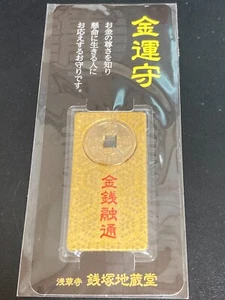 金運守
お金の尊さを知り
懸命に生きる人に
お応えするお守りです。
金銭融通
浅草寺 銭塚地蔵堂